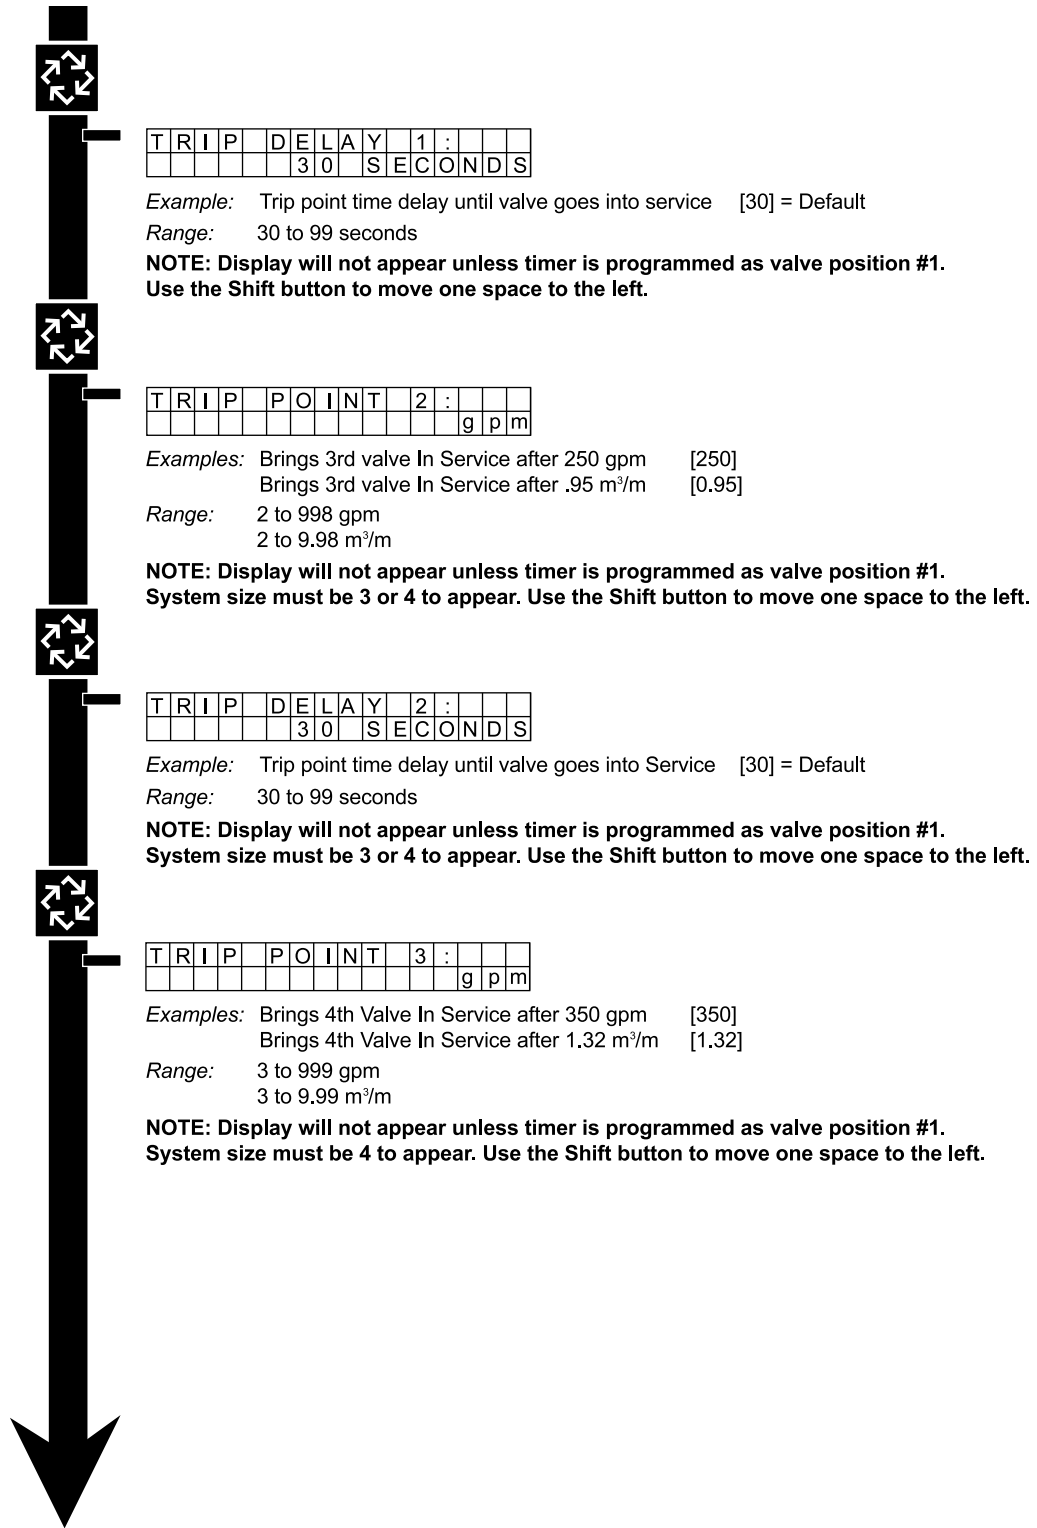 TRIP DELAY 1:
30 SECONDS
Example: Trip point time delay until valve goes into service [30] = Default
Range: 30 to 99 seconds
NOTE: Display will not appear unless timer is programmed as valve position #1.
Use the Shift button to move one space to the left.
TRIP POINT 2:
gpm
Examples: Brings 3rd valve In Service after 250 gpm [250]
Brings 3rd valve In Service after .95 m³/m [0.95]
Range: 2 to 998 gpm
2 to 9.98 m³/m
NOTE: Display will not appear unless timer is programmed as valve position #1.
System size must be 3 or 4 to appear. Use the Shift button to move one space to the left.
TRIP DELAY 2:
30 SECONDS
Example: Trip point time delay until valve goes into Service [30] = Default
Range: 30 to 99 seconds
NOTE: Display will not appear unless timer is programmed as valve position #1.
System size must be 3 or 4 to appear. Use the Shift button to move one space to the left.
TRIP POINT 3:
gpm
Examples: Brings 4th Valve In Service after 350 gpm [350]
Brings 4th Valve In Service after 1.32 m³/m [1.32]
Range: 3 to 999 gpm
3 to 9.99 m³/m
NOTE: Display will not appear unless timer is programmed as valve position #1.
System size must be 4 to appear. Use the Shift button to move one space to the left.